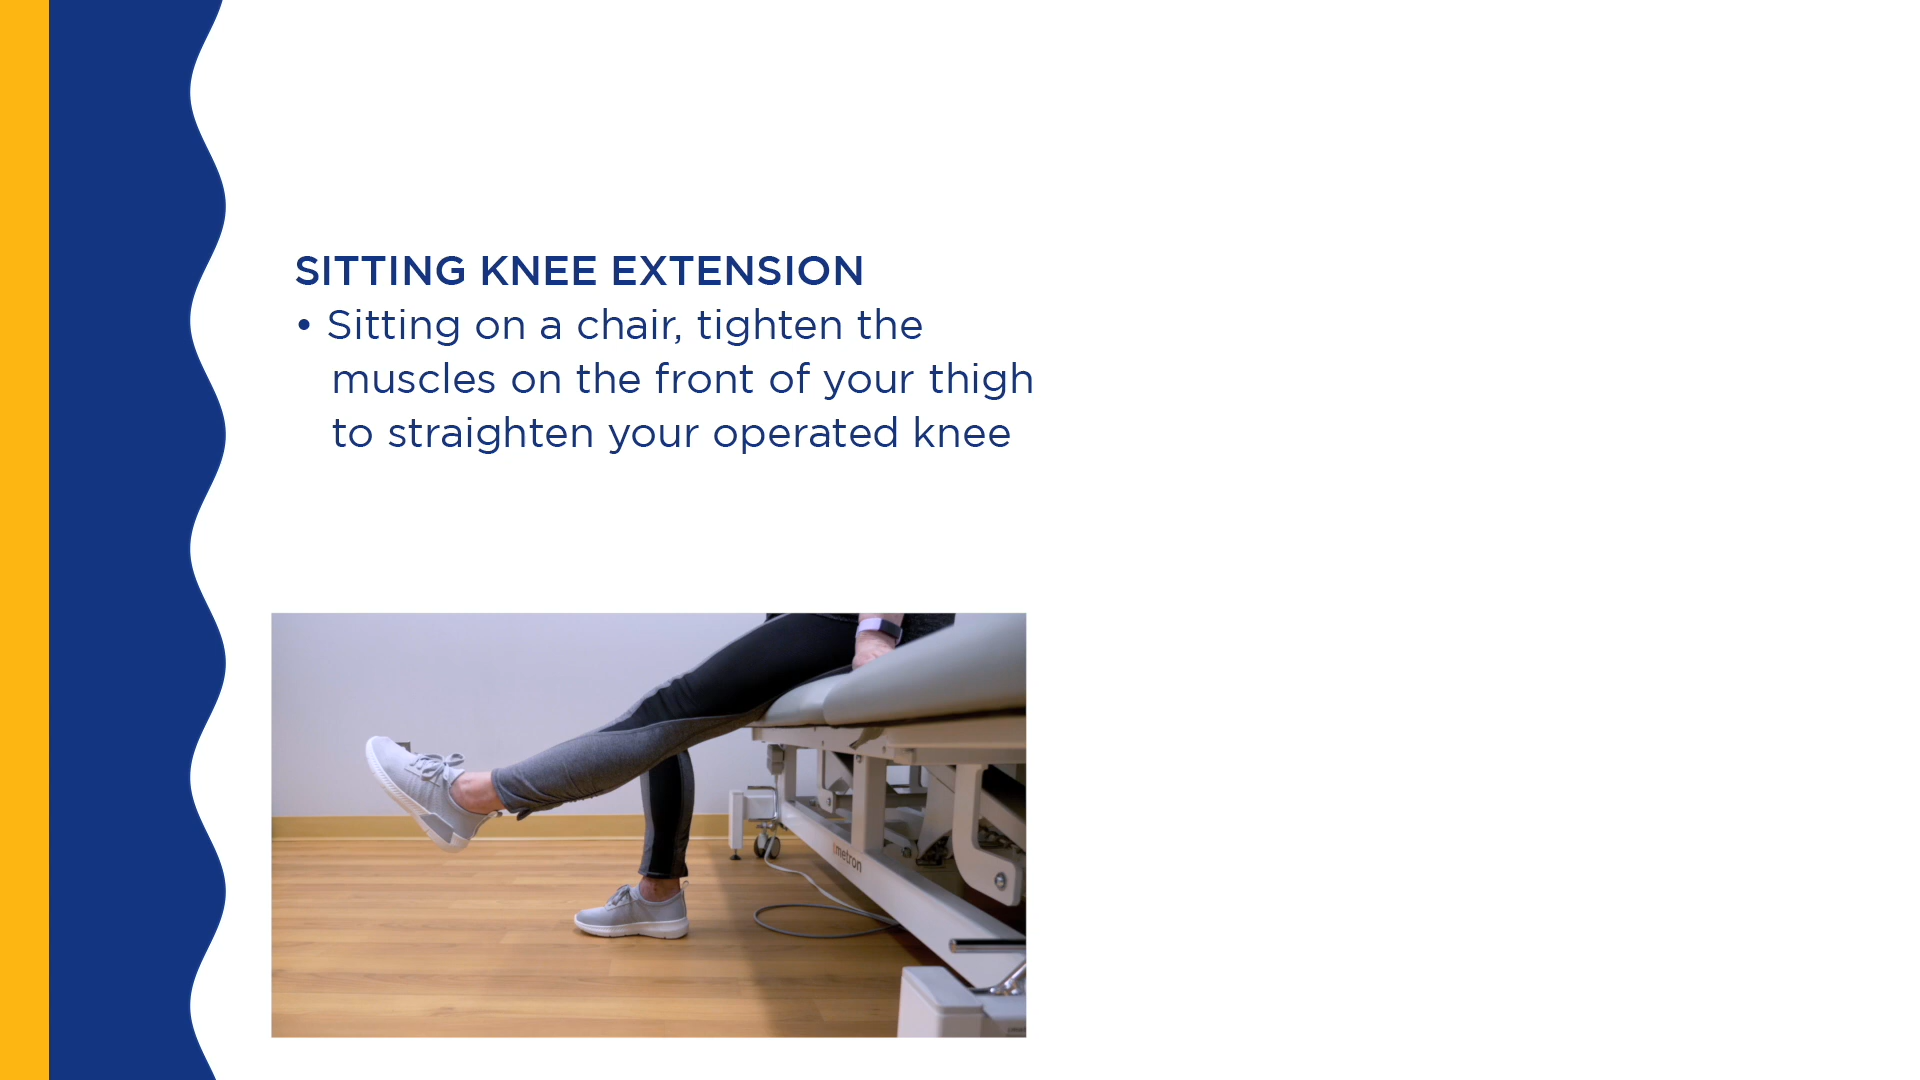 SITTING KNEE EXTENSION
• Sitting on a chair, tighten the
muscles on the front of your thigh
to straighten your operated knee
metron